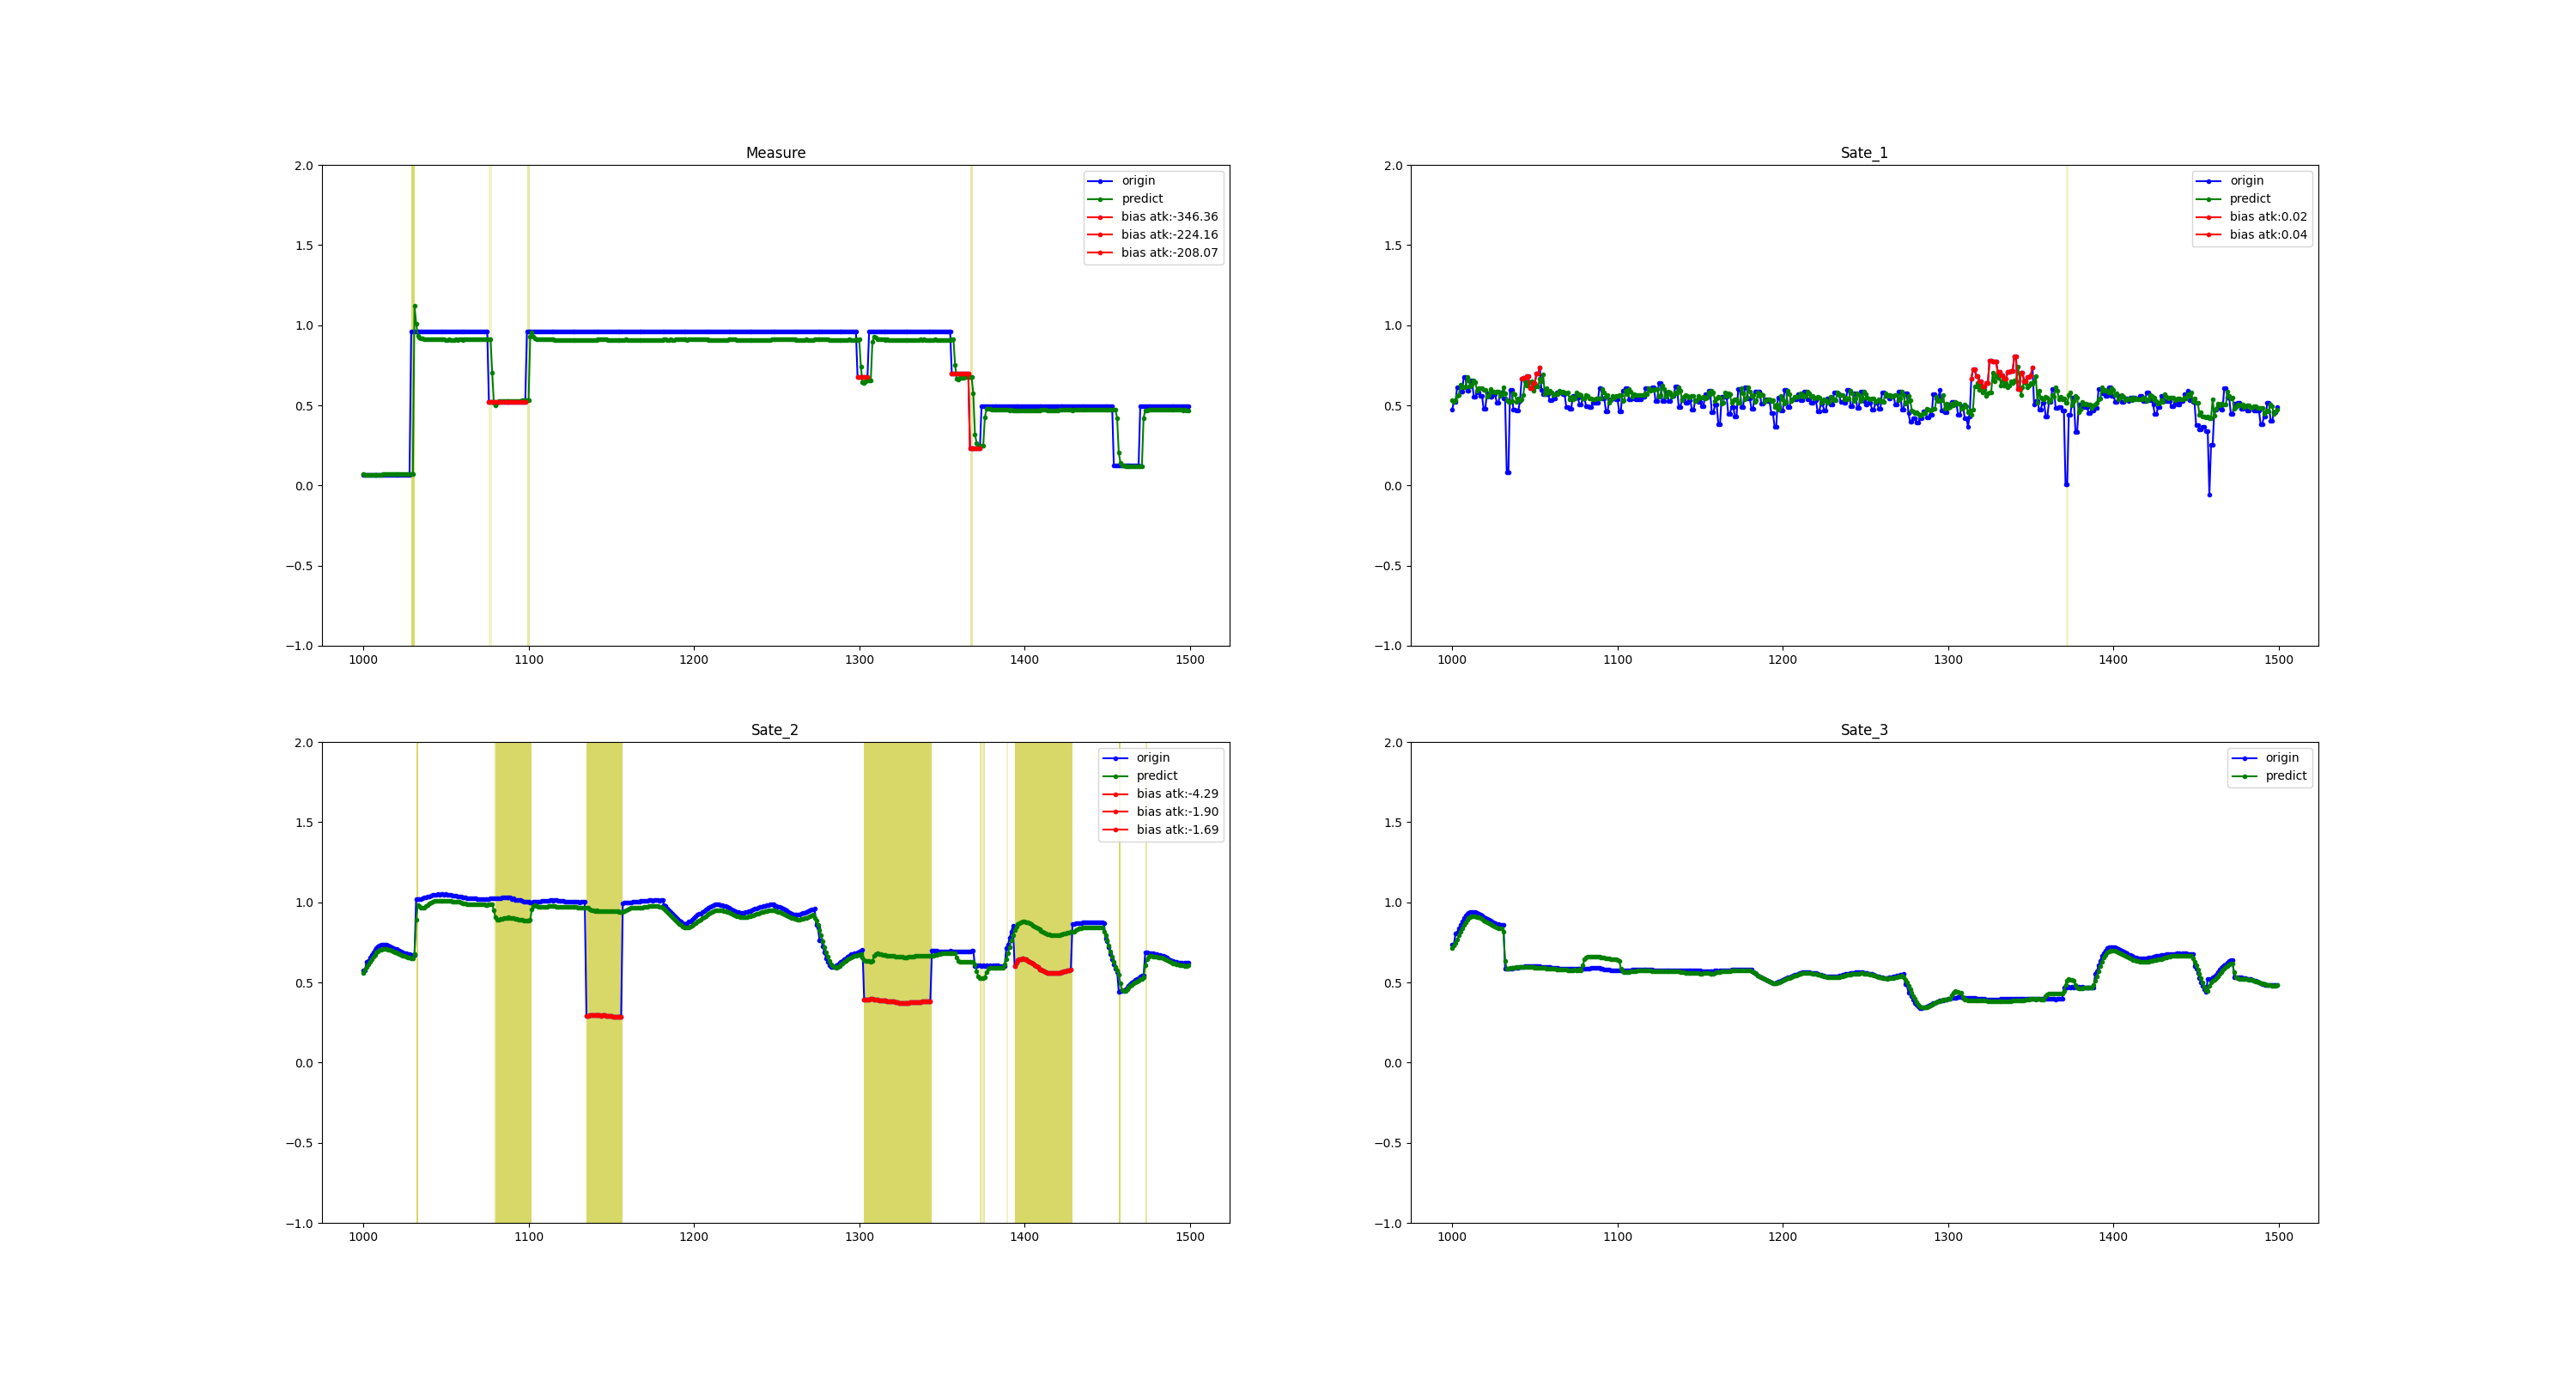 Measure
2.0
1.5
1.0
0.5
0.0
−0.5
−1.0
1000 1100 1200 1300 1400 1500
origin
predict
bias atk:-346.36
bias atk:-224.16
bias atk:-208.07
Sate_1
2.0
1.5
1.0
0.5
0.0
−0.5
−1.0
1000 1100 1200 1300 1400 1500
origin
predict
bias atk:0.02
bias atk:0.04
Sate_2
2.0
1.5
1.0
0.5
0.0
−0.5
−1.0
1000 1100 1200 1300 1400 1500
origin
predict
bias atk:-4.29
bias atk:-1.90
bias atk:-1.69
Sate_3
2.0
1.5
1.0
0.5
0.0
−0.5
−1.0
1000 1100 1200 1300 1400 1500
origin
predict